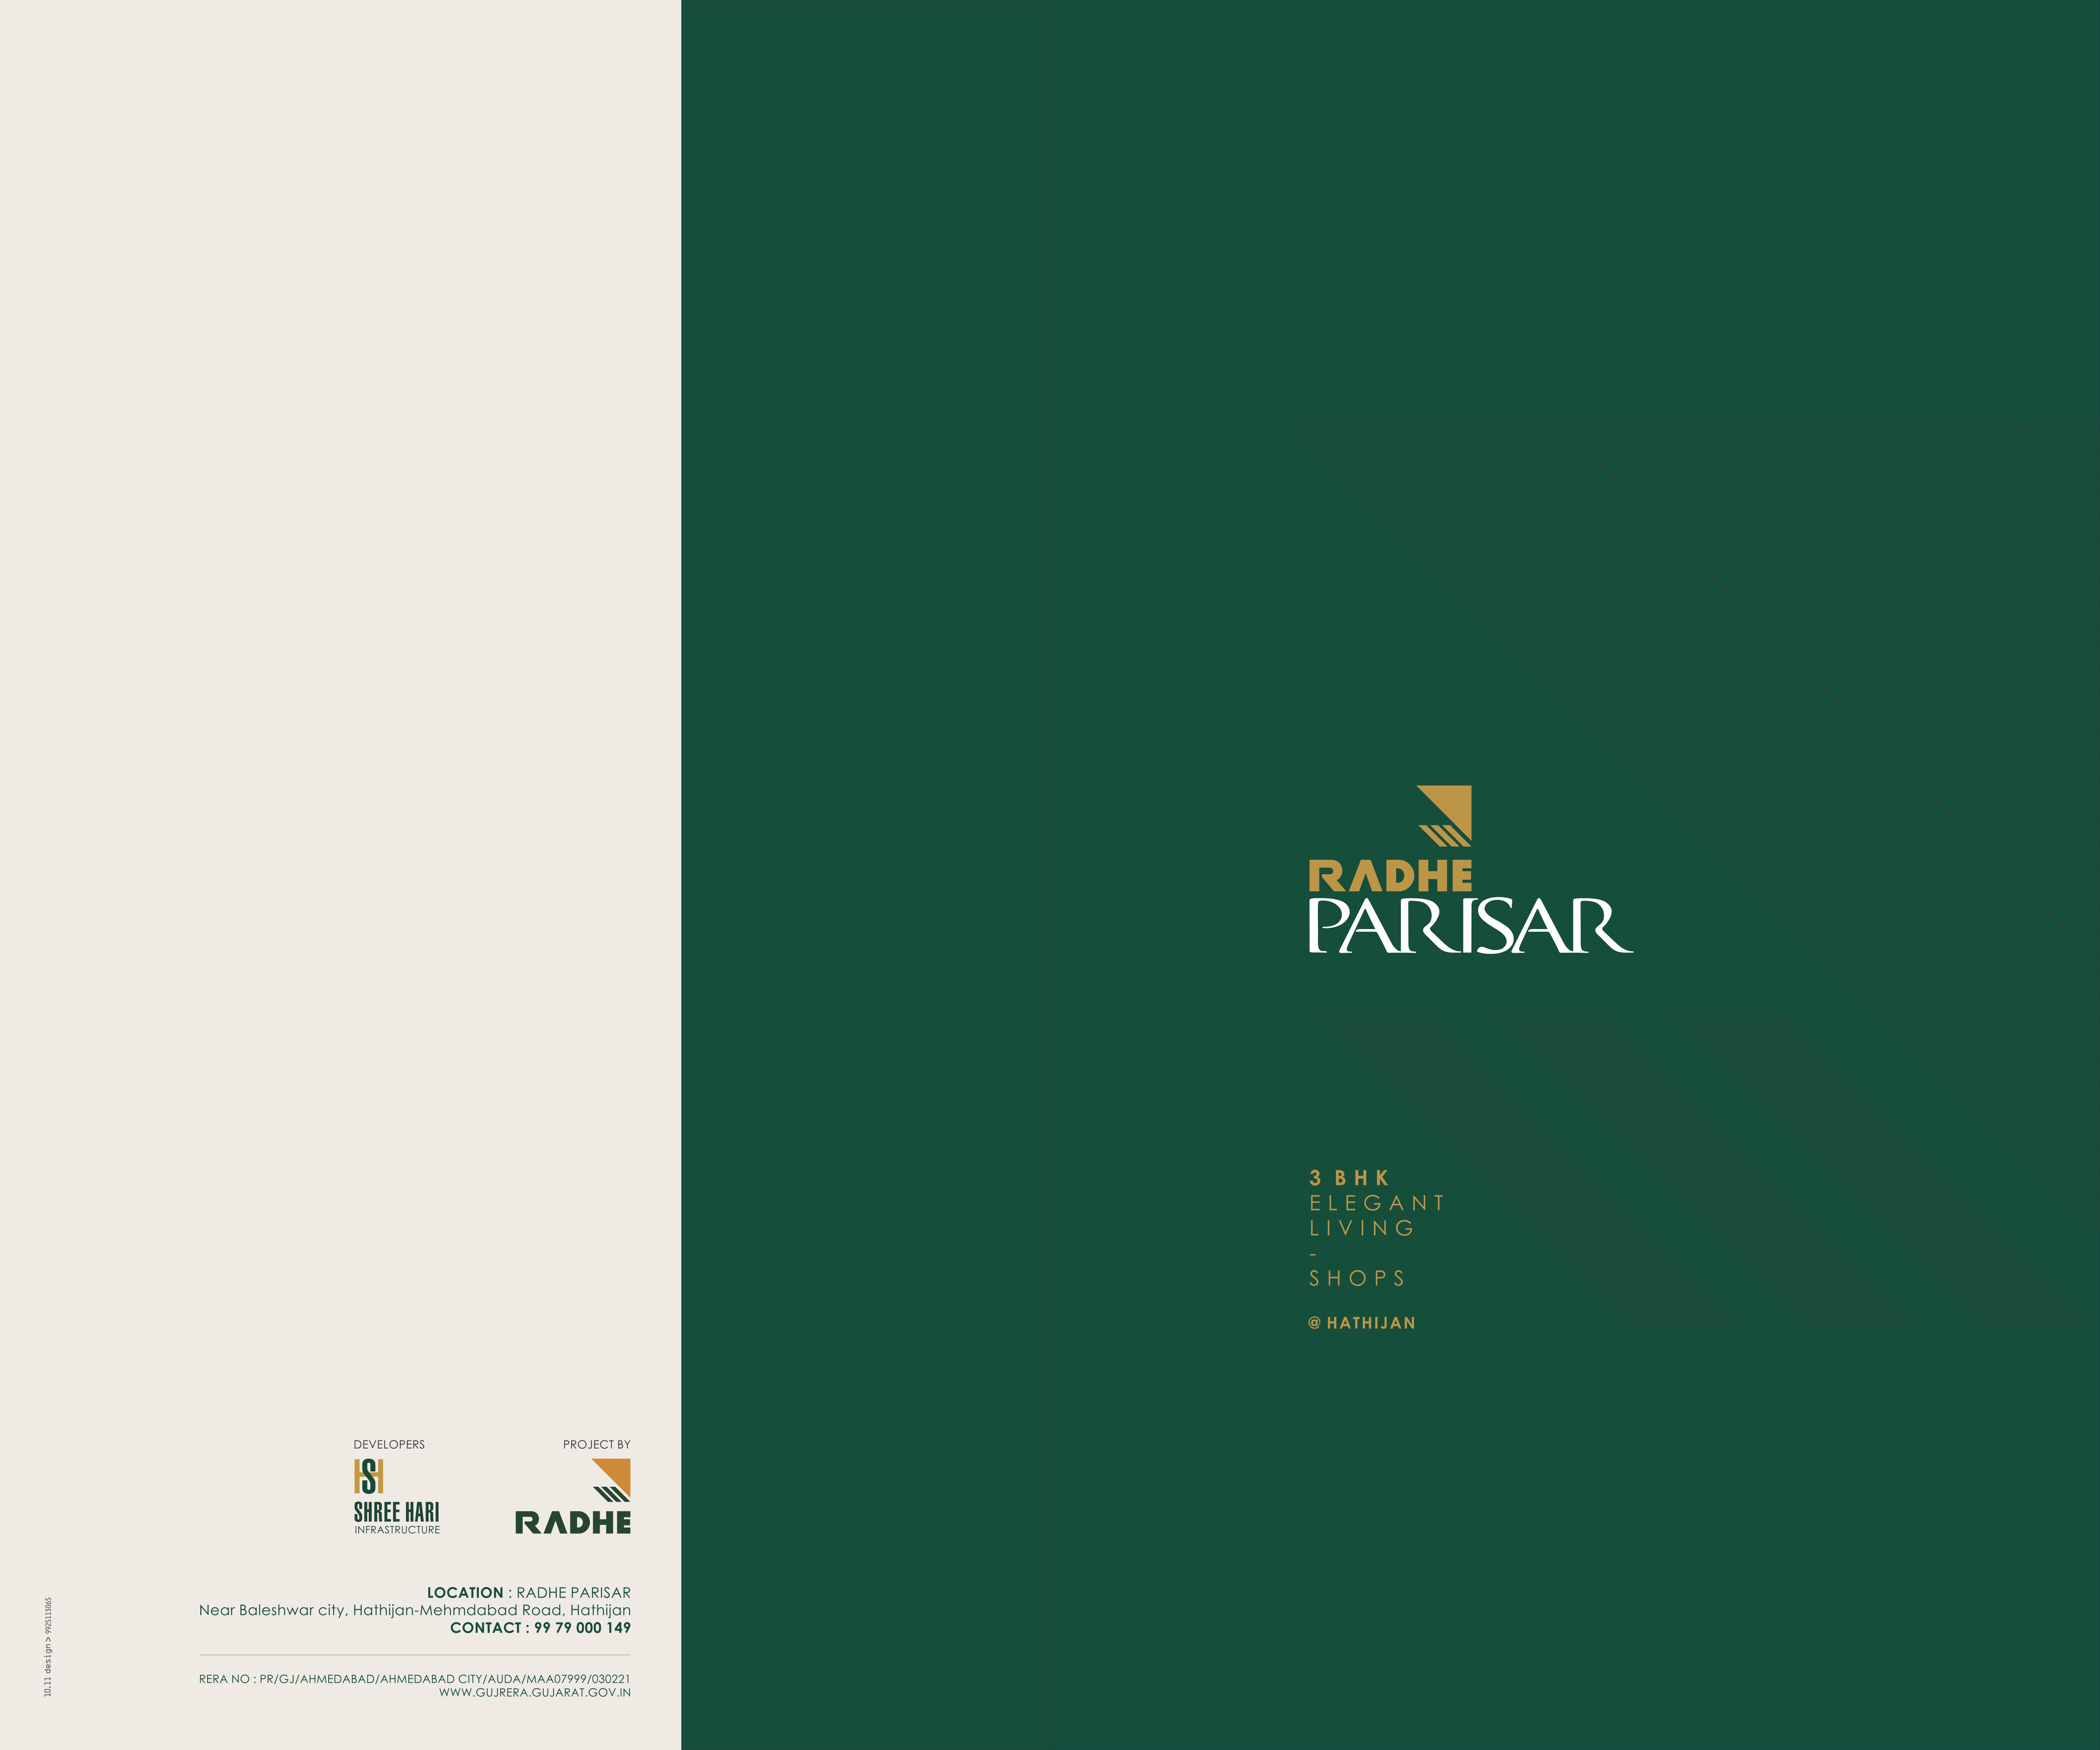 DEVELOPERS
HSH
SHREE HARI
INFRASTRUCTURE
PROJECT BY
RADHE
LOCATION : RADHE PARISAR
Near Baleshwar city, Hathijan-Mehmdabad Road, Hathijan
CONTACT : 99 79 000 149
RERA NO : PR/GJ/AHMEDABAD/AHMEDABAD CITY/AUDA/MAA07999/030221
WWW.GUJRERA.GUJARAT.GOV.IN
10.11 design > 9925113065
RADHE
PARISAR
3 BHK
ELEGANT
LIVING
-
SHOPS
@ HATHIJAN